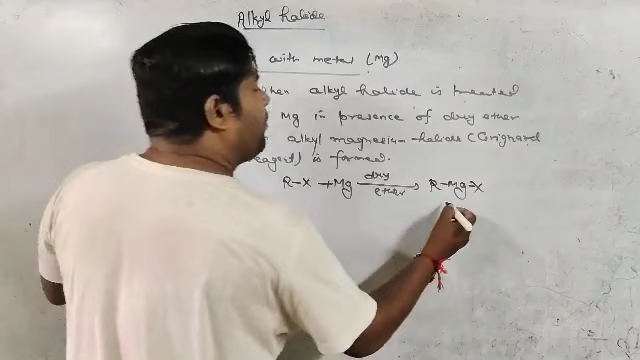 Alkyl halide
with metal (Mg)
when alkyl halide is treated
Mg in presence of dry ether
alkyl magnesium halide (Grignard
eagent) is formed.
R-X + Mg dry ether → R-Mg-X